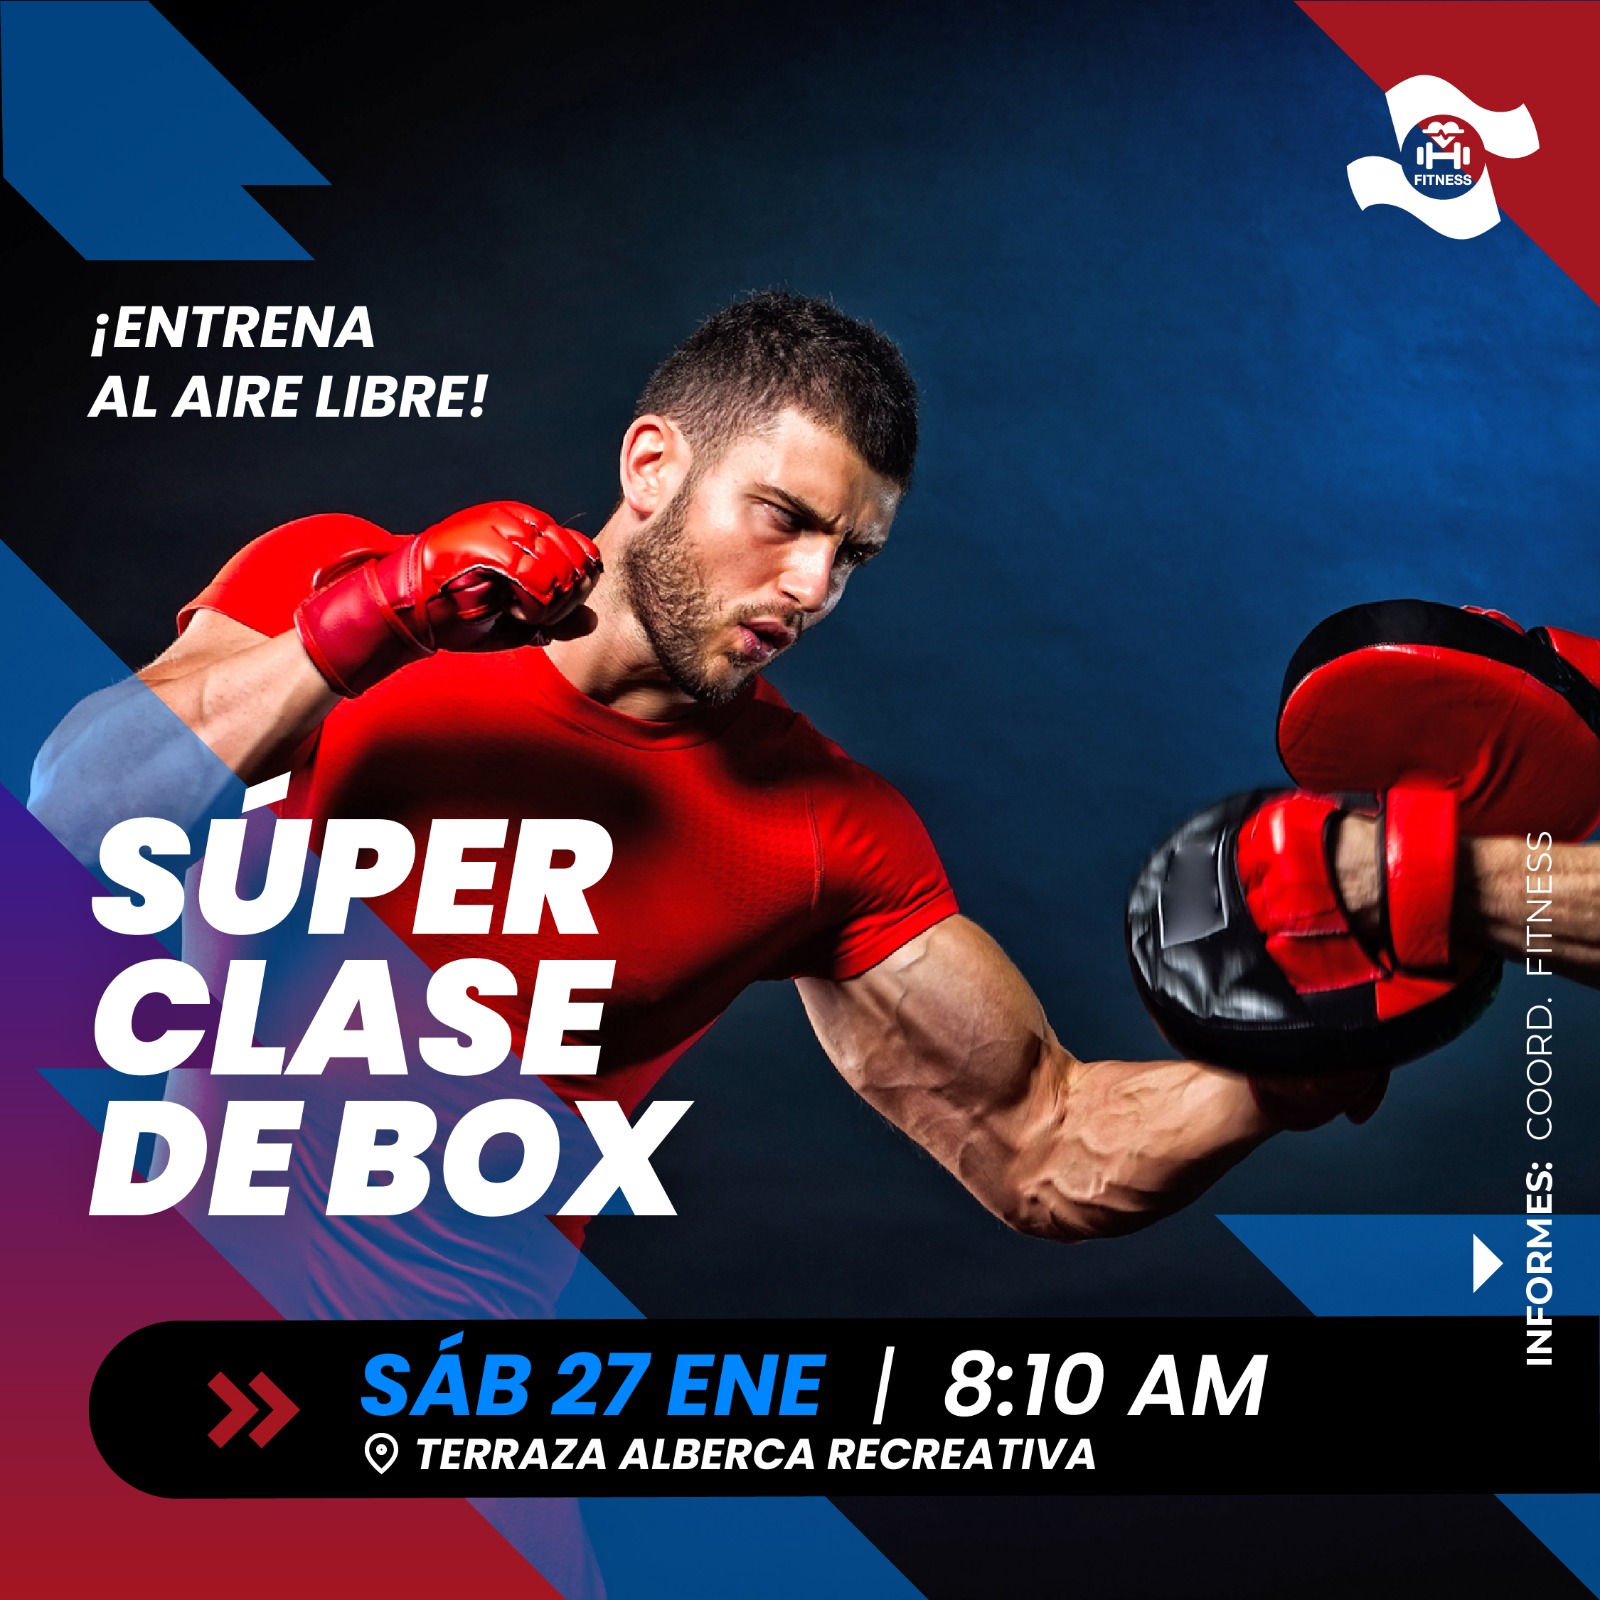 FITNESS
¡ENTRENA
AL AIRE LIBRE!
SÚPER
CLASE
DE BOX
INFORMES: COORD. FITNESS
SÁB 27 ENE | 8:10 AM
TERRAZA ALBERCA RECREATIVA